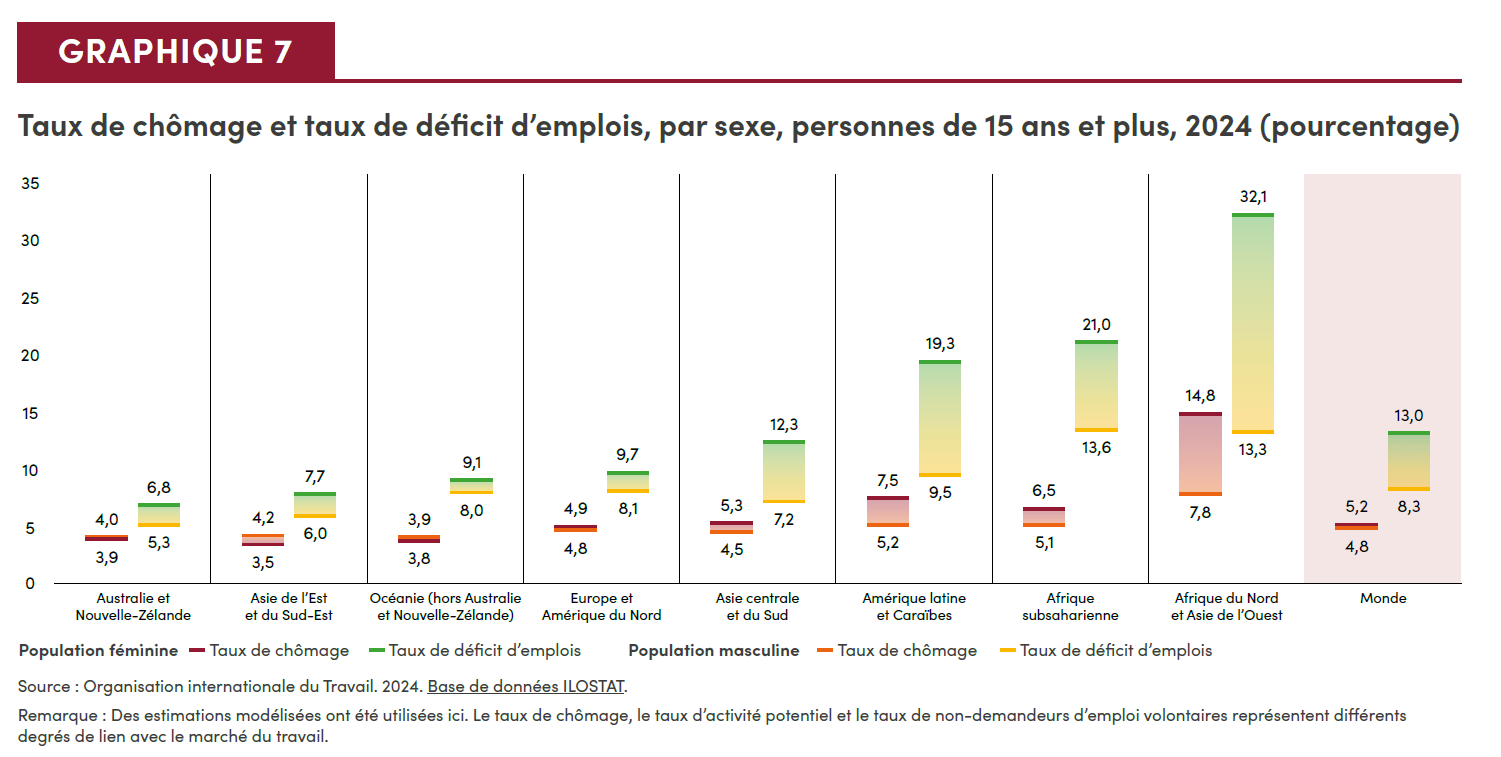 GRAPHIQUE 7
Taux de chômage et taux de déficit d’emplois, par sexe, personnes de 15 ans et plus, 2024 (pourcentage)
35
30
25
20
15
10
5
0
4,0
3,9
6,8
5,3
4,2
3,5
7,7
6,0
3,9
3,8
9,1
8,0
4,9
4,8
9,7
8,1
5,3
4,5
12,3
7,2
7,5
5,2
19,3
9,5
6,5
5,1
21,0
13,6
14,8
7,8
32,1
13,3
5,2
4,8
13,0
8,3
Australie et
Nouvelle-Zélande
Asie de l’Est
et du Sud-Est
Océanie (hors Australie
et Nouvelle-Zélande)
Europe et
Amérique du Nord
Asie centrale
et du Sud
Amérique latine
et Caraïbes
Afrique
subsaharienne
Afrique du Nord
et Asie de l’Ouest
Monde
Population féminine Taux de chômage Taux de déficit d’emplois Population masculine Taux de chômage Taux de déficit d’emplois
Source : Organisation internationale du Travail. 2024. Base de données ILOSTAT.
Remarque : Des estimations modélisées ont été utilisées ici. Le taux de chômage, le taux d’activité potentiel et le taux de non-demandeurs d’emploi volontaires représentent différents
degrés de lien avec le marché du travail.